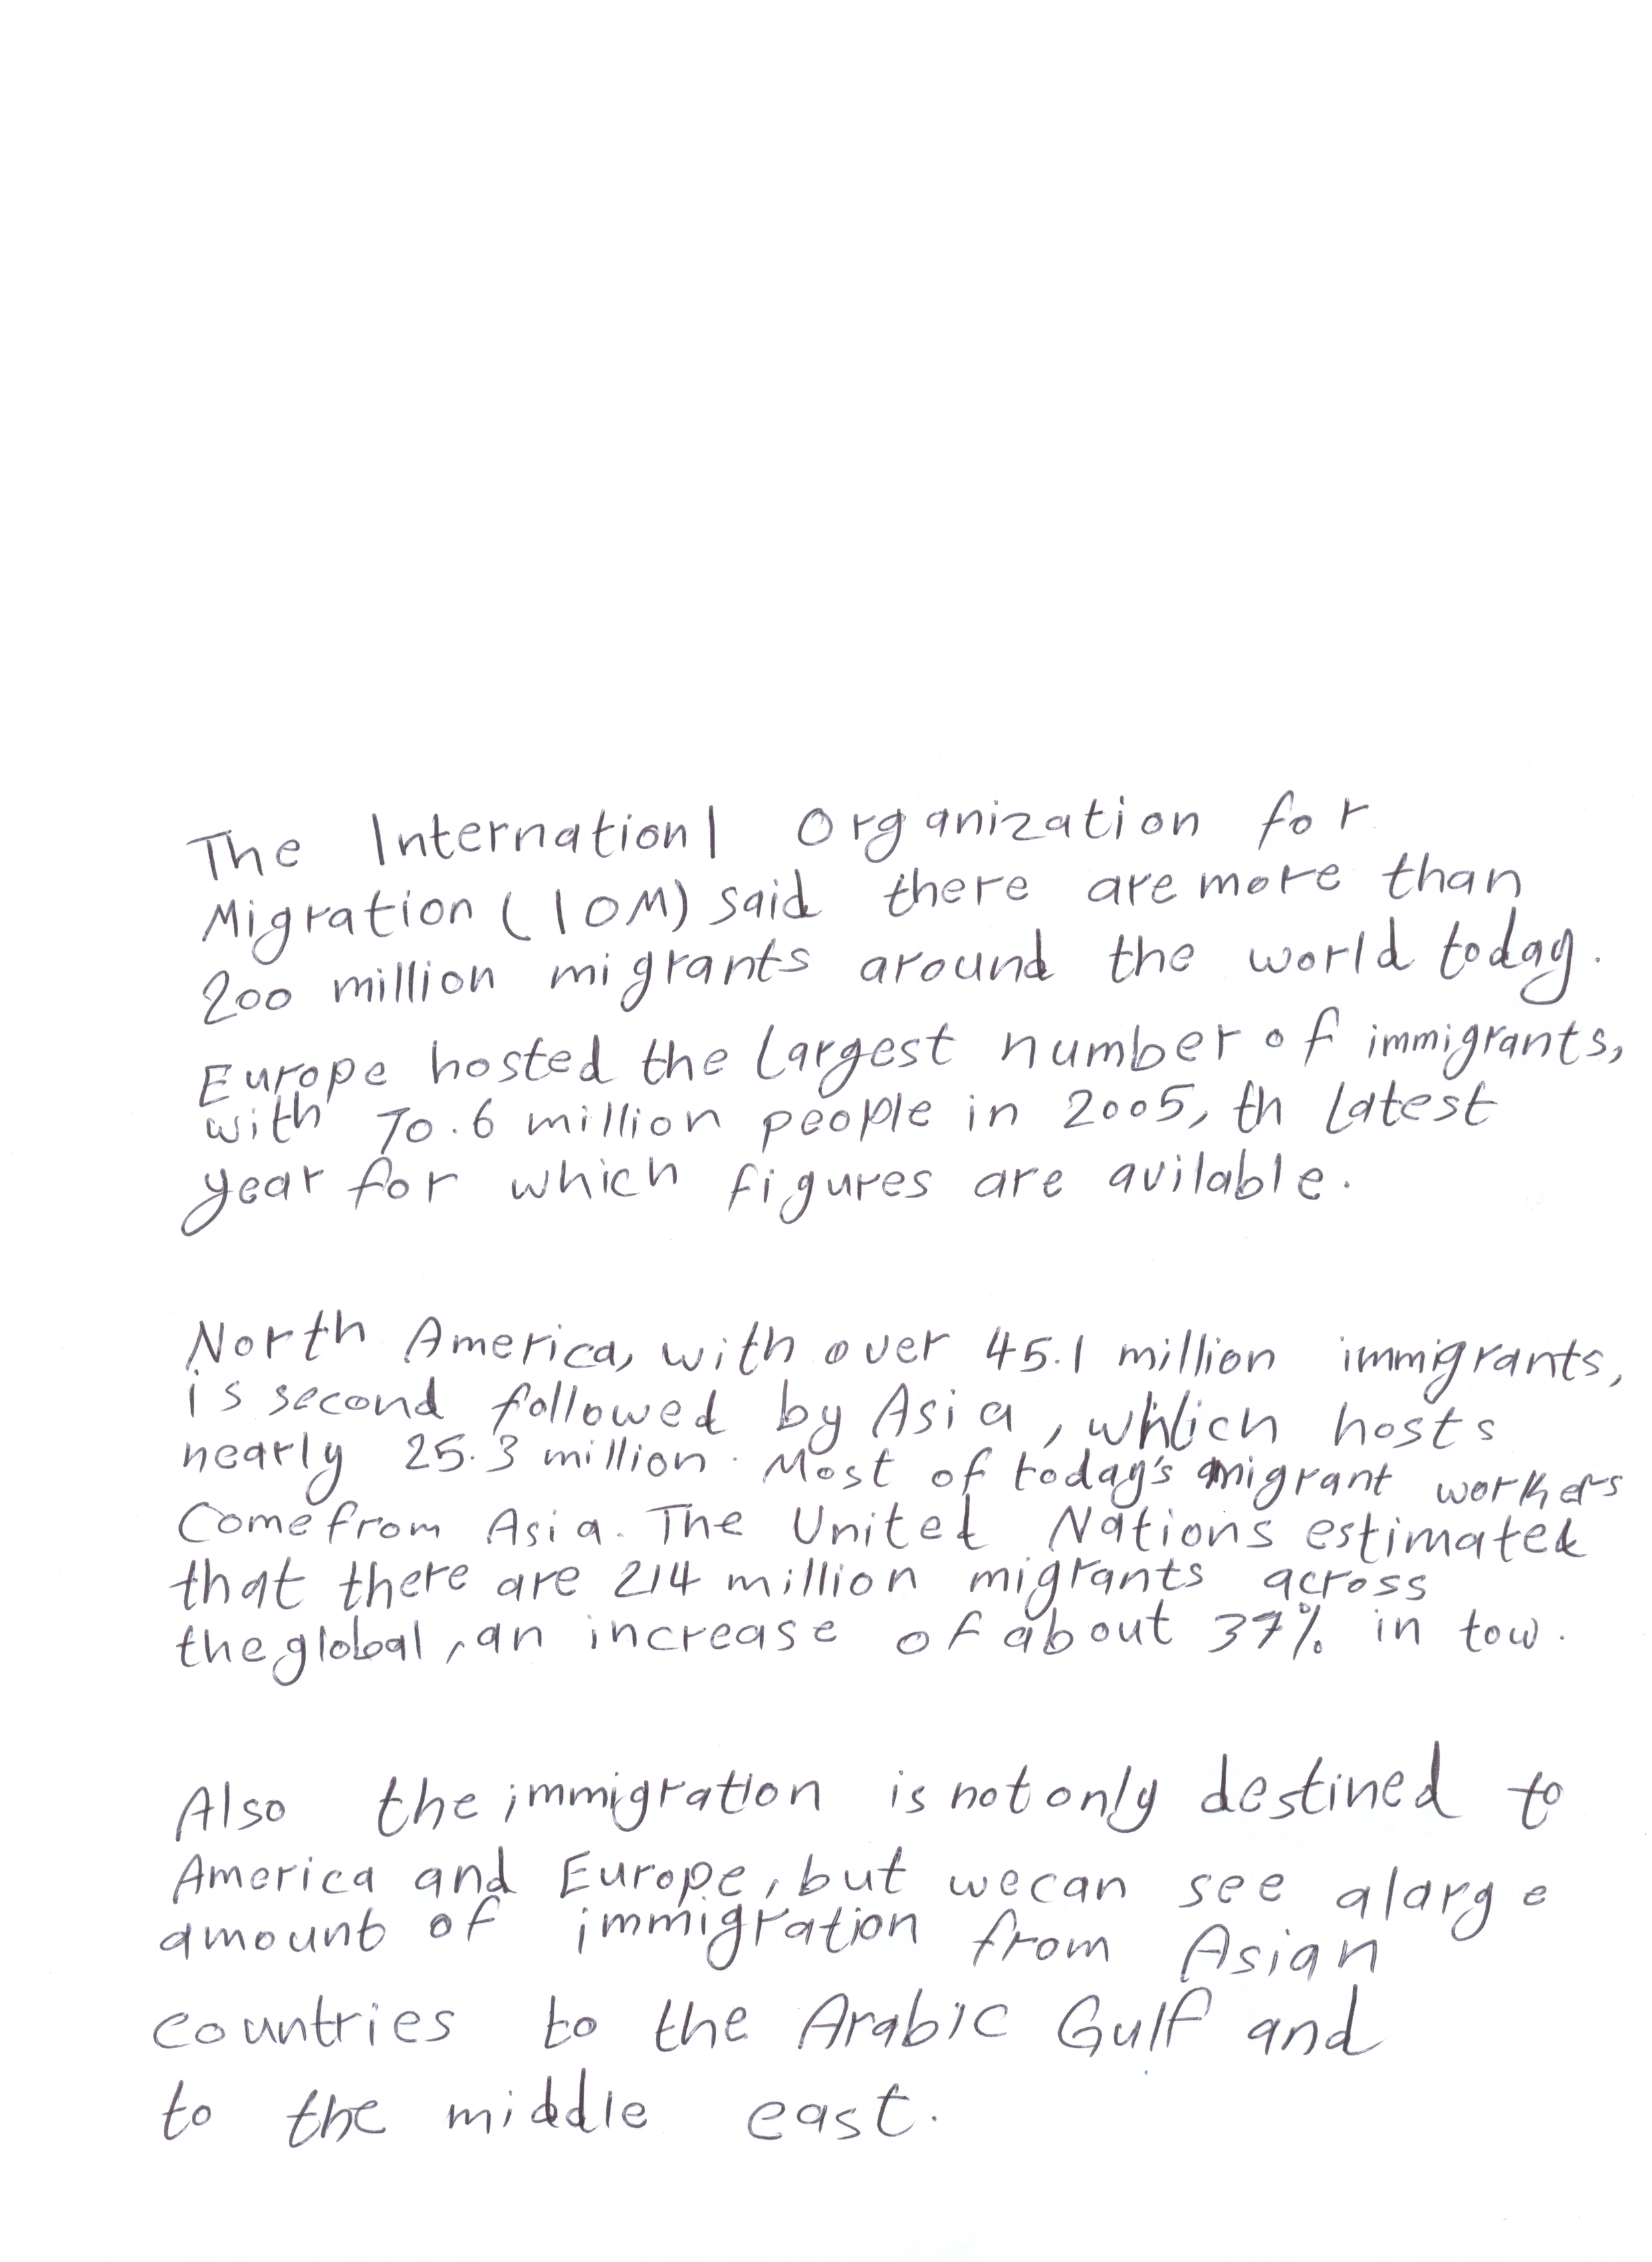 The Internationl Organization for
Migration (IOM) said there are more than
200 million migrants around the world today.
Europe hosted the largest number of immigrants,
with 70.6 million people in 2005, th latest
year for which figures are avilable.
North America, with over 45.1 million immigrants,
is second followed by Asia, which hosts
nearly 25.3 million. Most of today's migrant workers
Come from Asia. The United Nations estimated
that there are 214 million migrants across
the global, an increase of about 37% in tow.
Also the immigration is not only destined to
America and Europe, but we can see a large
amount of immigration from Asian
countries to the Arabic Gulf and
to the middle east.